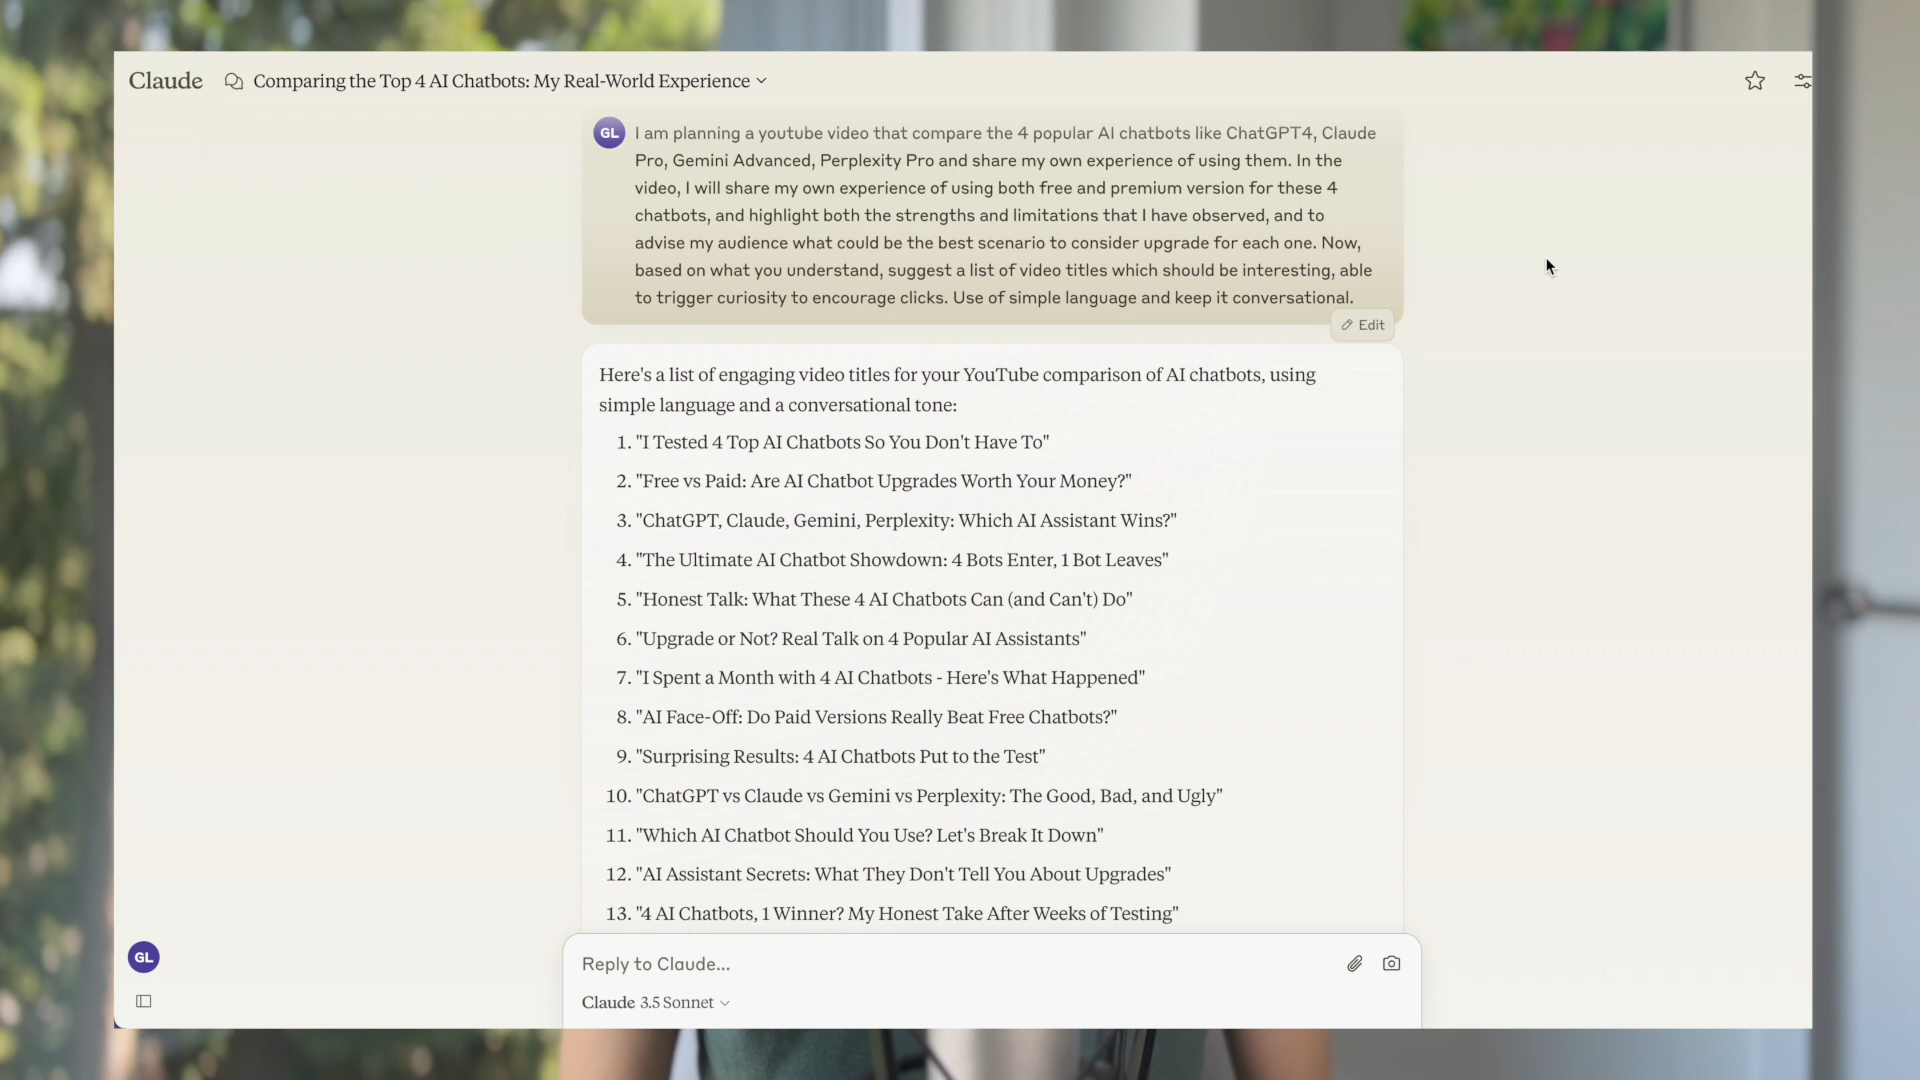 Claude
Comparing the Top 4 AI Chatbots: My Real-World Experience
GL
I am planning a youtube video that compare the 4 popular AI chatbots like ChatGPT4, Claude
Pro, Gemini Advanced, Perplexity Pro and share my own experience of using them. In the
video, I will share my own experience of using both free and premium version for these 4
chatbots, and highlight both the strengths and limitations that I have observed, and to
advise my audience what could be the best scenario to consider upgrade for each one. Now,
based on what you understand, suggest a list of video titles which should be interesting, able
to trigger curiosity to encourage clicks. Use of simple language and keep it conversational.
Edit
Here's a list of engaging video titles for your YouTube comparison of AI chatbots, using
simple language and a conversational tone:
1. "I Tested 4 Top AI Chatbots So You Don't Have To"
2. "Free vs Paid: Are AI Chatbot Upgrades Worth Your Money?"
3. "ChatGPT, Claude, Gemini, Perplexity: Which AI Assistant Wins?"
4. "The Ultimate AI Chatbot Showdown: 4 Bots Enter, 1 Bot Leaves"
5. "Honest Talk: What These 4 AI Chatbots Can (and Can't) Do"
6. "Upgrade or Not? Real Talk on 4 Popular AI Assistants"
7. "I Spent a Month with 4 AI Chatbots - Here's What Happened"
8. "AI Face-Off: Do Paid Versions Really Beat Free Chatbots?"
9. "Surprising Results: 4 AI Chatbots Put to the Test"
10. "ChatGPT vs Claude vs Gemini vs Perplexity: The Good, Bad, and Ugly"
11. "Which AI Chatbot Should You Use? Let's Break It Down"
12. "AI Assistant Secrets: What They Don't Tell You About Upgrades"
13. "4 AI Chatbots, 1 Winner? My Honest Take After Weeks of Testing"
GL
Reply to Claude...
Claude 3.5 Sonnet